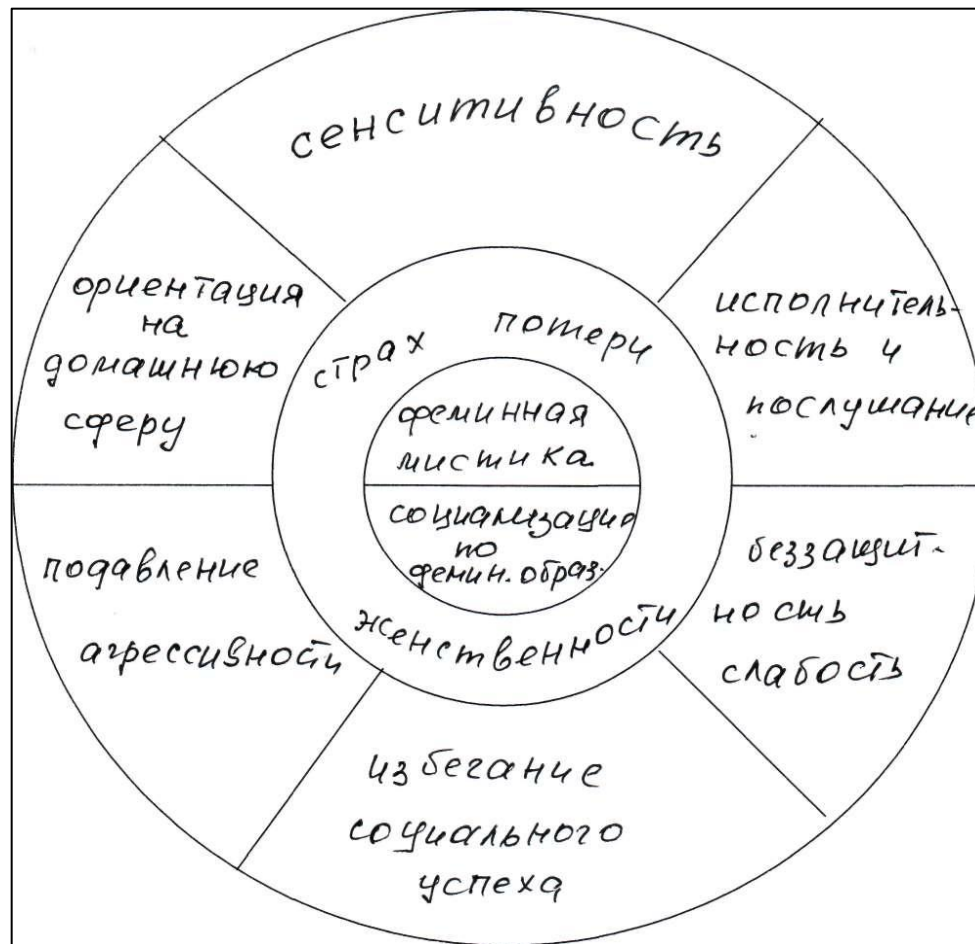 сенситивность
ориентация
на
домашнюю
сферу
исполнитель-
ность и
послушание
страх потери
феминная
мистика
социализация
по
фемин. образ.
женственности
подавление
агрессивности
беззащит-
ность
слабость
избегание
социального
успеха